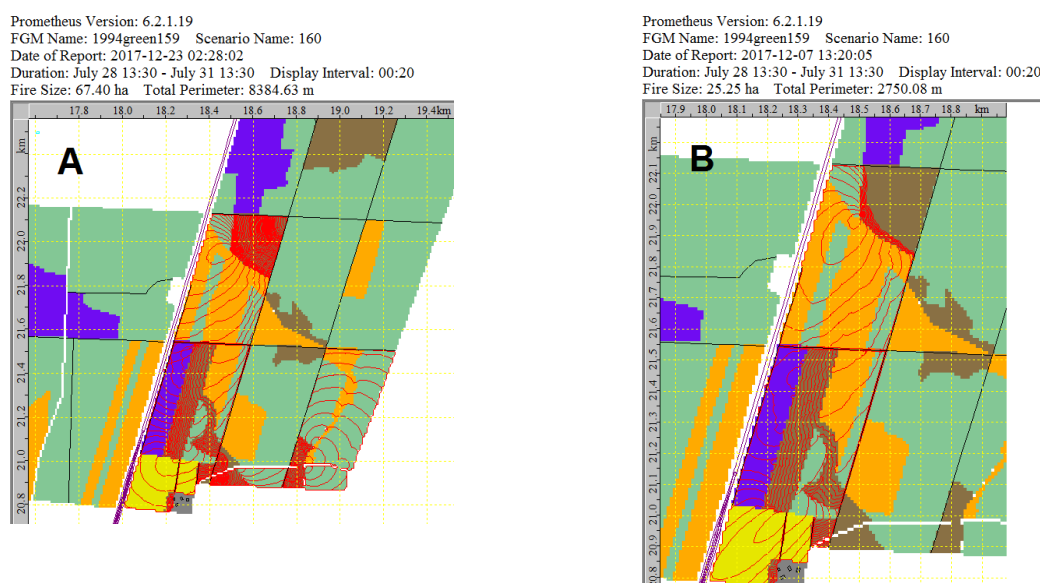 Prometheus Version: 6.2.1.19
FGM Name: 1994green159 Scenario Name: 160
Date of Report: 2017-12-23 02:28:02
Duration: July 28 13:30 - July 31 13:30 Display Interval: 00:20
Fire Size: 67.40 ha Total Perimeter: 8384.63 m
17.8 18.0 18.2 18.4 18.6 18.8 19.0 19.2 19.4km
km
22.2
22.0
21.8
21.6
21.4
21.2
21.0
20.8
A
Prometheus Version: 6.2.1.19
FGM Name: 1994green159 Scenario Name: 160
Date of Report: 2017-12-07 13:20:05
Duration: July 28 13:30 - July 31 13:30 Display Interval: 00:20
Fire Size: 25.25 ha Total Perimeter: 2750.08 m
17.9 18.0 18.1 18.2 18.3 18.4 18.5 18.6 18.7 18.8 km
km
22.1
22.0
21.9
21.8
21.7
21.6
21.5
21.4
21.3
21.2
21.1
21.0
20.9
0.8
B